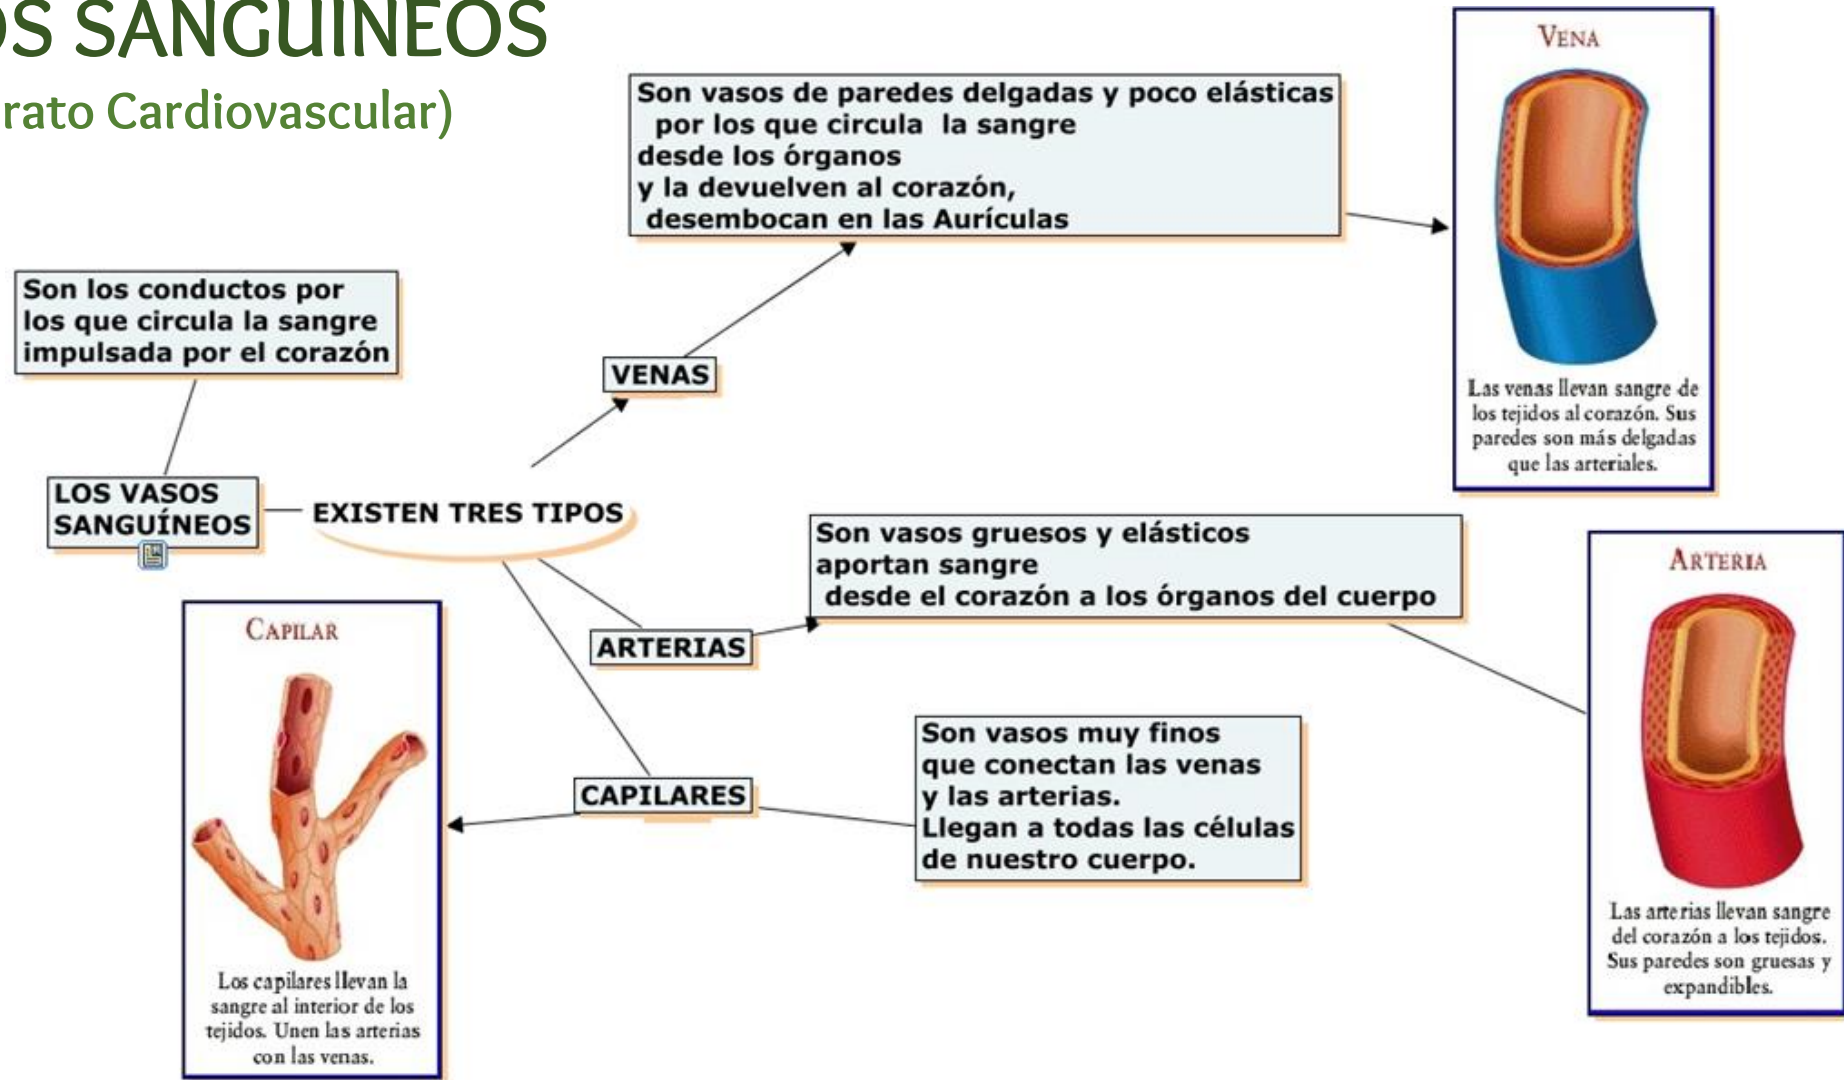 OS SANGUÍNEOS
rato Cardiovascular)
Son vasos de paredes delgadas y poco elásticas
por los que circula la sangre
desde los órganos
y la devuelven al corazón,
desembocan en las Aurículas
VENA
Las venas llevan sangre de
los tejidos al corazón. Sus
paredes son más delgadas
que las arteriales.
Son los conductos por
los que circula la sangre
impulsada por el corazón
VENAS
LOS VASOS
SANGUÍNEOS
EXISTEN TRES TIPOS
Son vasos gruesos y elásticos
aportan sangre
desde el corazón a los órganos del cuerpo
ARTERIAS
ARTERIA
Las arterias llevan sangre
del corazón a los tejidos.
Sus paredes son gruesas y
expandibles.
CAPILAR
Los capilares llevan la
sangre al interior de los
tejidos. Unen las arterias
con las venas.
CAPILARES
Son vasos muy finos
que conectan las venas
y las arterias.
Llegan a todas las células
de nuestro cuerpo.